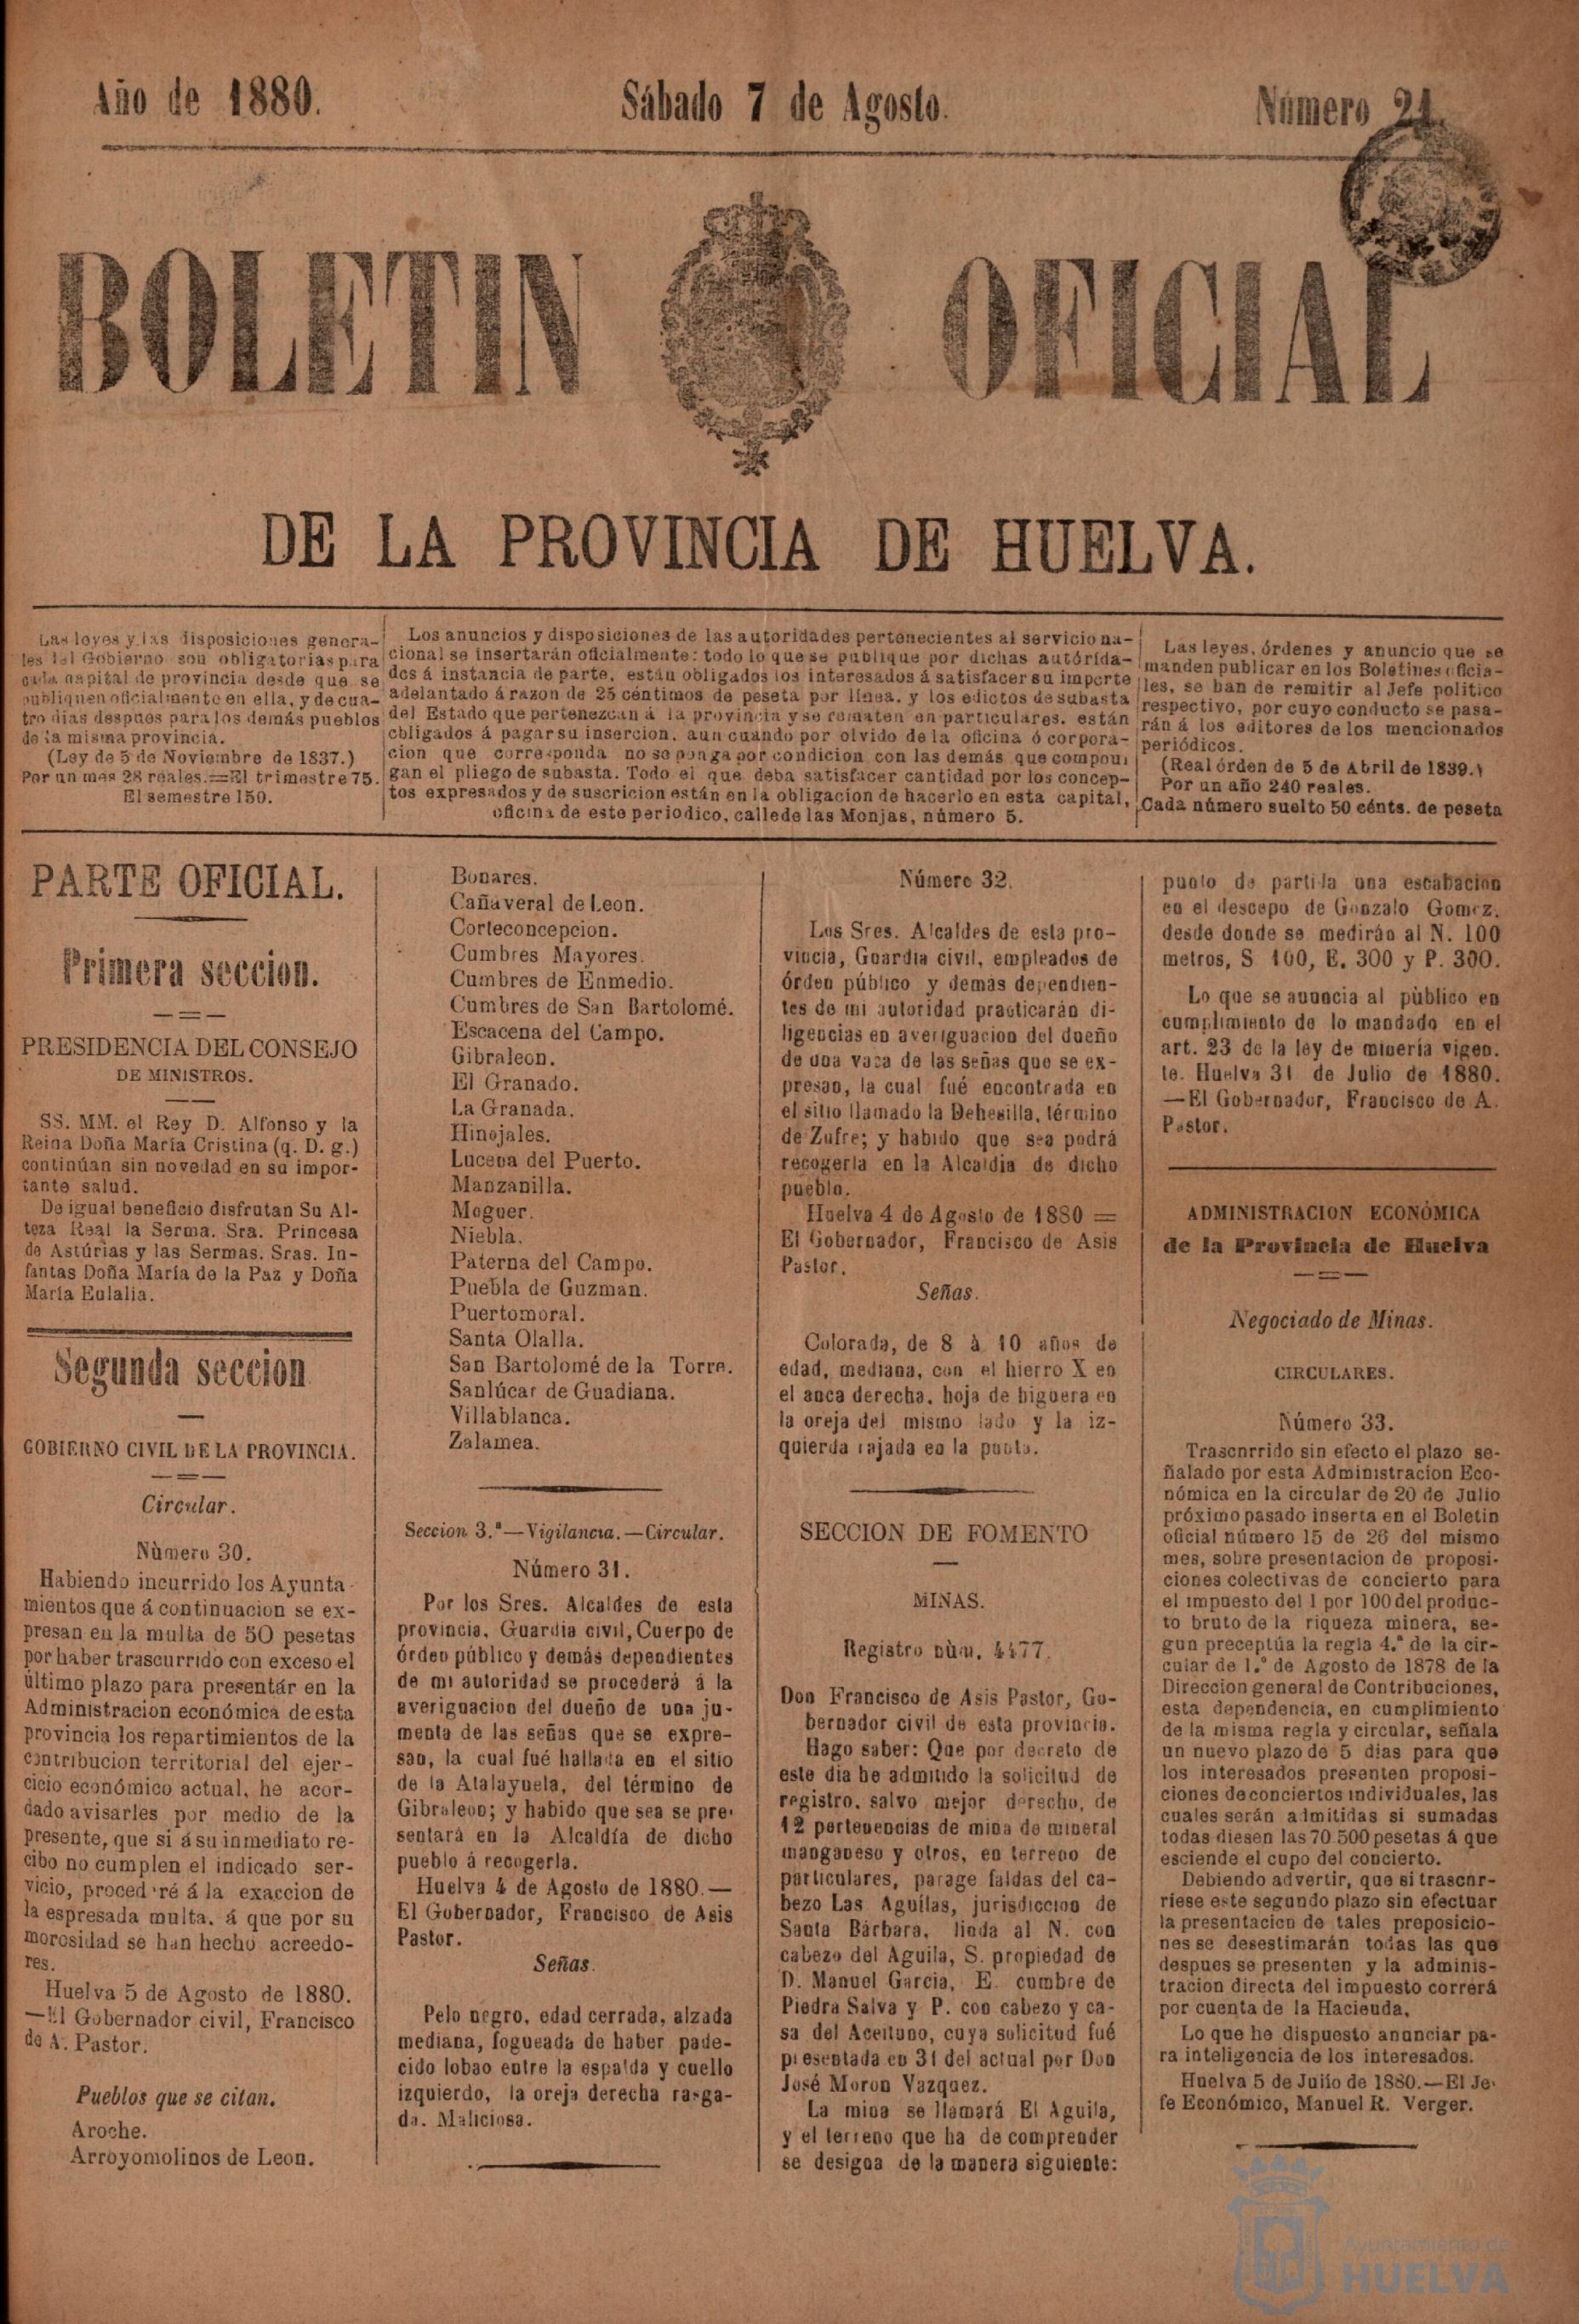 Año de 1880.
Sábado 7 de Agosto.
Número 21.
BOLETIN OFICIAL
DE LA PROVINCIA DE HUELVA.
Las leyes y las disposiciones genera-
les del Gobierno son obligatorias para
cada capital de provincia desde que se
publiquen oficialmente en ella, y de cua-
tro dias despues para los demás pueblos
de la misma provincia.
(Ley de 5 de Noviembre de 1837.)
Por un mes 28 reales.=El trimestre 75.
El semestre 150.
Los anuncios y disposiciones de las autoridades pertenecientes al servicio na-
cional se insertarán oficialmente: todo lo que se publique por dichas autórida-
des á instancia de parte, están obligados los interesados á satisfacer su importe
adelantado á razon de 25 céntimos de peseta por línea. y los edictos de subasta
del Estado que pertenezcan á la provincia y se rematen en particulares. están
obligados á pagar su insercion. aun cuando por olvido de la oficina ó corpora-
cion que corresponda no se ponga por condicion con las demás que compon
gan el pliego de subasta. Todo el que deba satisfacer cantidad por los concep-
tos expresados y de suscricion están en la obligacion de hacerlo en esta capital,
oficina de este periodico, calle de las Monjas, número 5.
Las leyes, órdenes y anuncio que se
manden publicar en los Boletines oficia-
les, se han de remitir al Jefe politico
respectivo, por cuyo conducto se pasa-
rán á los editores de los mencionados
periódicos.
(Real órden de 5 de Abril de 1839.)
Por un año 240 reales.
Cada número suelto 50 cénts. de peseta
PARTE OFICIAL.
Primera seccion.
PRESIDENCIA DEL CONSEJO
DE MINISTROS.
SS. MM. el Rey D. Alfonso y la
Reina Doña María Cristina (q. D. g.)
continúan sin novedad en su impor-
tante salud.
De igual beneficio disfrutan Su Al-
teza Real la Serma. Sra. Princesa
de Astúrias y las Sermas. Sras. In-
fantas Doña María de la Paz y Doña
María Eulalia.
Segunda seccion
GOBIERNO CIVIL DE LA PROVINCIA.
Circular.
Nùmero 30.
Habiendo incurrido los Ayunta-
mientos que á continuacion se ex-
presan en la multa de 50 pesetas
por haber trascurrido con exceso el
último plazo para presentár en la
Administracion económica de esta
provincia los repartimientos de la
contribucion territorial del ejer-
cicio económico actual, he acor-
dado avisarles por medio de la
presente, que si á su inmediato re-
cibo no cumplen el indicado ser-
vicio, procederé á la exaccion de
la espresada multa. á que por su
morosidad se han hecho acreedo-
res.
Huelva 5 de Agosto de 1880.
—El Gobernador civil, Francisco
de A. Pastor.
Pueblos que se citan.
Aroche.
Arroyomolinos de Leon.
Bonares.
Cañaveral de Leon.
Corteconcepcion.
Cumbres Mayores.
Cumbres de Enmedio.
Cumbres de San Bartolomé.
Escacena del Campo.
Gibraleon.
El Granado.
La Granada.
Hinojales.
Lucena del Puerto.
Manzanilla.
Moguer.
Niebla.
Paterna del Campo.
Puebla de Guzman.
Puertomoral.
Santa Olalla.
San Bartolomé de la Torre.
Sanlúcar de Guadiana.
Villablanca.
Zalamea.
Seccion 3.ª—Vigilancia.—Circular.
Número 31.
Por los Sres. Alcaldes de esta
provincia, Guardia civil, Cuerpo de
órden público y demás dependientes
de mi autoridad se procederá á la
averiguacion del dueño de una ju-
menta de las señas que se expre-
san, la cual fué hallada en el sitio
de la Atalayuela, del término de
Gibraleon; y habido que sea se pre-
sentará en la Alcaldía de dicho
pueblo á recogerla.
Huelva 4 de Agosto de 1880.—
El Gobernador, Francisco de Asis
Pastor.
Señas.
Pelo negro, edad cerrada, alzada
mediana, fogueada de haber pade-
cido lobao entre la espalda y cuello
izquierdo, la oreja derecha rasga-
da. Maliciosa.
Número 32.
Los Sres. Alcaldes de esta pro-
vincia, Guardia civil, empleados de
órden público y demás dependien-
tes de mi autoridad practicarán di-
ligencias en averiguacion del dueño
de una vaca de las señas que se ex-
presan, la cual fué encontrada en
el sitio llamado la Dehesilla, término
de Zufre; y habido que sea podrá
recogerla en la Alcaldia de dicho
pueblo.
Huelva 4 de Agosto de 1880=
El Gobernador, Francisco de Asis
Pastor.
Señas.
Colorada, de 8 à 10 años de
edad, mediana, con el hierro X en
el anca derecha, hoja de higuera en
la oreja del mismo lado y la iz-
quierda rajada en la punta.
SECCION DE FOMENTO
MINAS.
Registro nùm. 4477.
Don Francisco de Asis Pastor, Go-
bernador civil de esta provincia.
Hago saber: Que por decreto de
este dia he admitido la solicitud de
registro, salvo mejor derecho, de
12 pertenencias de mina de mineral
manganeso y otros, en terreno de
particulares, parage faldas del ca-
bezo Las Aguilas, jurisdiccion de
Santa Bárbara, linda al N. con
cabezo del Aguila, S. propiedad de
D. Manuel Garcia, E. cumbre de
Piedra Salva y P. con cabezo y ca-
sa del Aceituno, cuya solicitud fué
presentada en 31 del actual por Don
José Moron Vazquez.
La mina se llamará El Aguila,
y el terreno que ha de comprender
se designa de la manera siguiente:
punto de partida una escabacion
en el descepo de Gonzalo Gomez.
desde donde se medirán al N. 100
metros, S 100, E. 300 y P. 300.
Lo que se anuncia al pùblico en
cumplimiento de lo mandado en el
art. 23 de la ley de minería vigen.
te. Huelva 31 de Julio de 1880.
—El Gobernador, Francisco de A.
Pastor.
ADMINISTRACION ECONÓMICA
de la Provincia de Huelva
Negociado de Minas.
CIRCULARES.
Número 33.
Trascnrrido sin efecto el plazo se-
ñalado por esta Administracion Eco-
nómica en la circular de 20 de Julio
próximo pasado inserta en el Boletin
oficial número 15 de 26 del mismo
mes, sobre presentacion de proposi-
ciones colectivas de concierto para
el impuesto del 1 por 100 del produc-
to bruto de la riqueza minera, se-
gun preceptúa la regla 4.ª de la cir-
cular de 1.º de Agosto de 1878 de la
Direccion general de Contribuciones,
esta dependencia, en cumplimiento
de la misma regla y circular, señala
un nuevo plazo de 5 dias para que
los interesados presenten proposi-
ciones de conciertos individuales, las
cuales serán admitidas si sumadas
todas diesen las 70.500 pesetas á que
esciende el cupo del concierto.
Debiendo advertir, que si trascnr-
riese este segundo plazo sin efectuar
la presentacion de tales preposicio-
nes se desestimarán todas las que
despues se presenten y la adminis-
tracion directa del impuesto correrá
por cuenta de la Hacienda.
Lo que he dispuesto anunciar pa-
ra inteligencia de los interesados.
Huelva 5 de Julio de 1880.—El Je-
fe Económico, Manuel R. Verger.
Ayuntamiento de
HUELVA